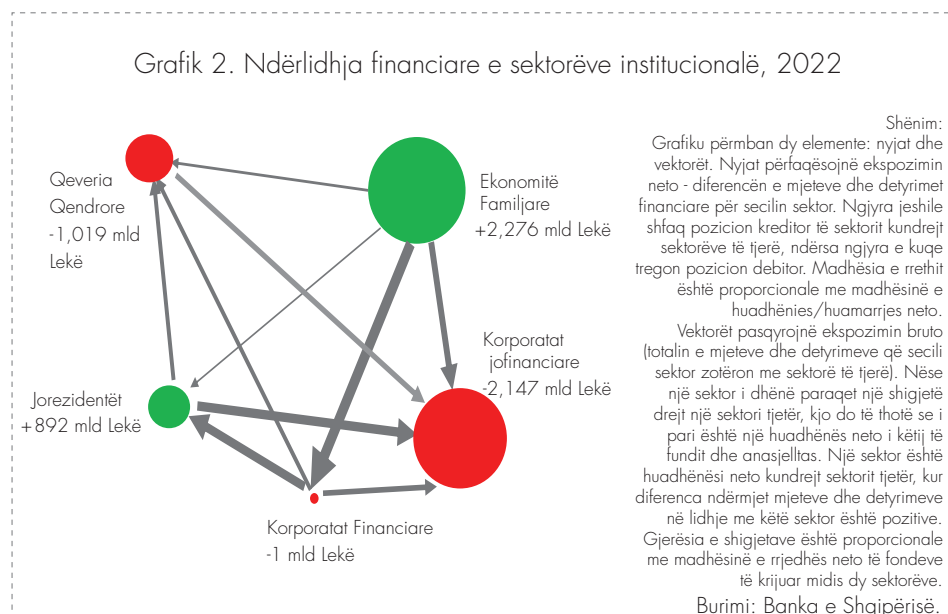 Grafik 2. Ndërlidhja financiare e sektorëve institucionalë, 2022
Qeveria
Qendrore
-1,019 mld
Lekë
Ekonomitë
Familjare
+2,276 mld Lekë
Korporatat
jofinanciare
-2,147 mld Lekë
Jorezidentët
+892 mld Lekë
Korporatat Financiare
-1 mld Lekë
Shënim:
Grafiku përmban dy elemente: nyjat dhe
vektorët. Nyjat përfaqësojnë ekspozimin
neto - diferencën e mjeteve dhe detyrimet
financiare për secilin sektor. Ngjyra jeshile
shfaq pozicion kreditor të sektorit kundrejt
sektorëve të tjerë, ndërsa ngjyra e kuqe
tregon pozicion debitor. Madhësia e rrethit
është proporcionale me madhësinë e
huadhënies/huamarrjes neto.
Vektorët pasqyrojnë ekspozimin bruto
(totalin e mjeteve dhe detyrimeve që secili
sektor zotëron me sektorë të tjerë). Nëse
një sektor i dhënë paraqet një shigjetë
drejt një sektori tjetër, kjo do të thotë se i
pari është një huadhënës neto i këtij të
fundit dhe anasjelltas. Një sektor është
huadhënësi neto kundrejt sektorit tjetër, kur
diferenca ndërmjet mjeteve dhe detyrimeve
në lidhje me këtë sektor është pozitive.
Gjerësia e shigjetave është proporcionale
me madhësinë e rrjedhës neto të fondeve
të krijuar midis dy sektorëve.
Burimi: Banka e Shqipërisë.